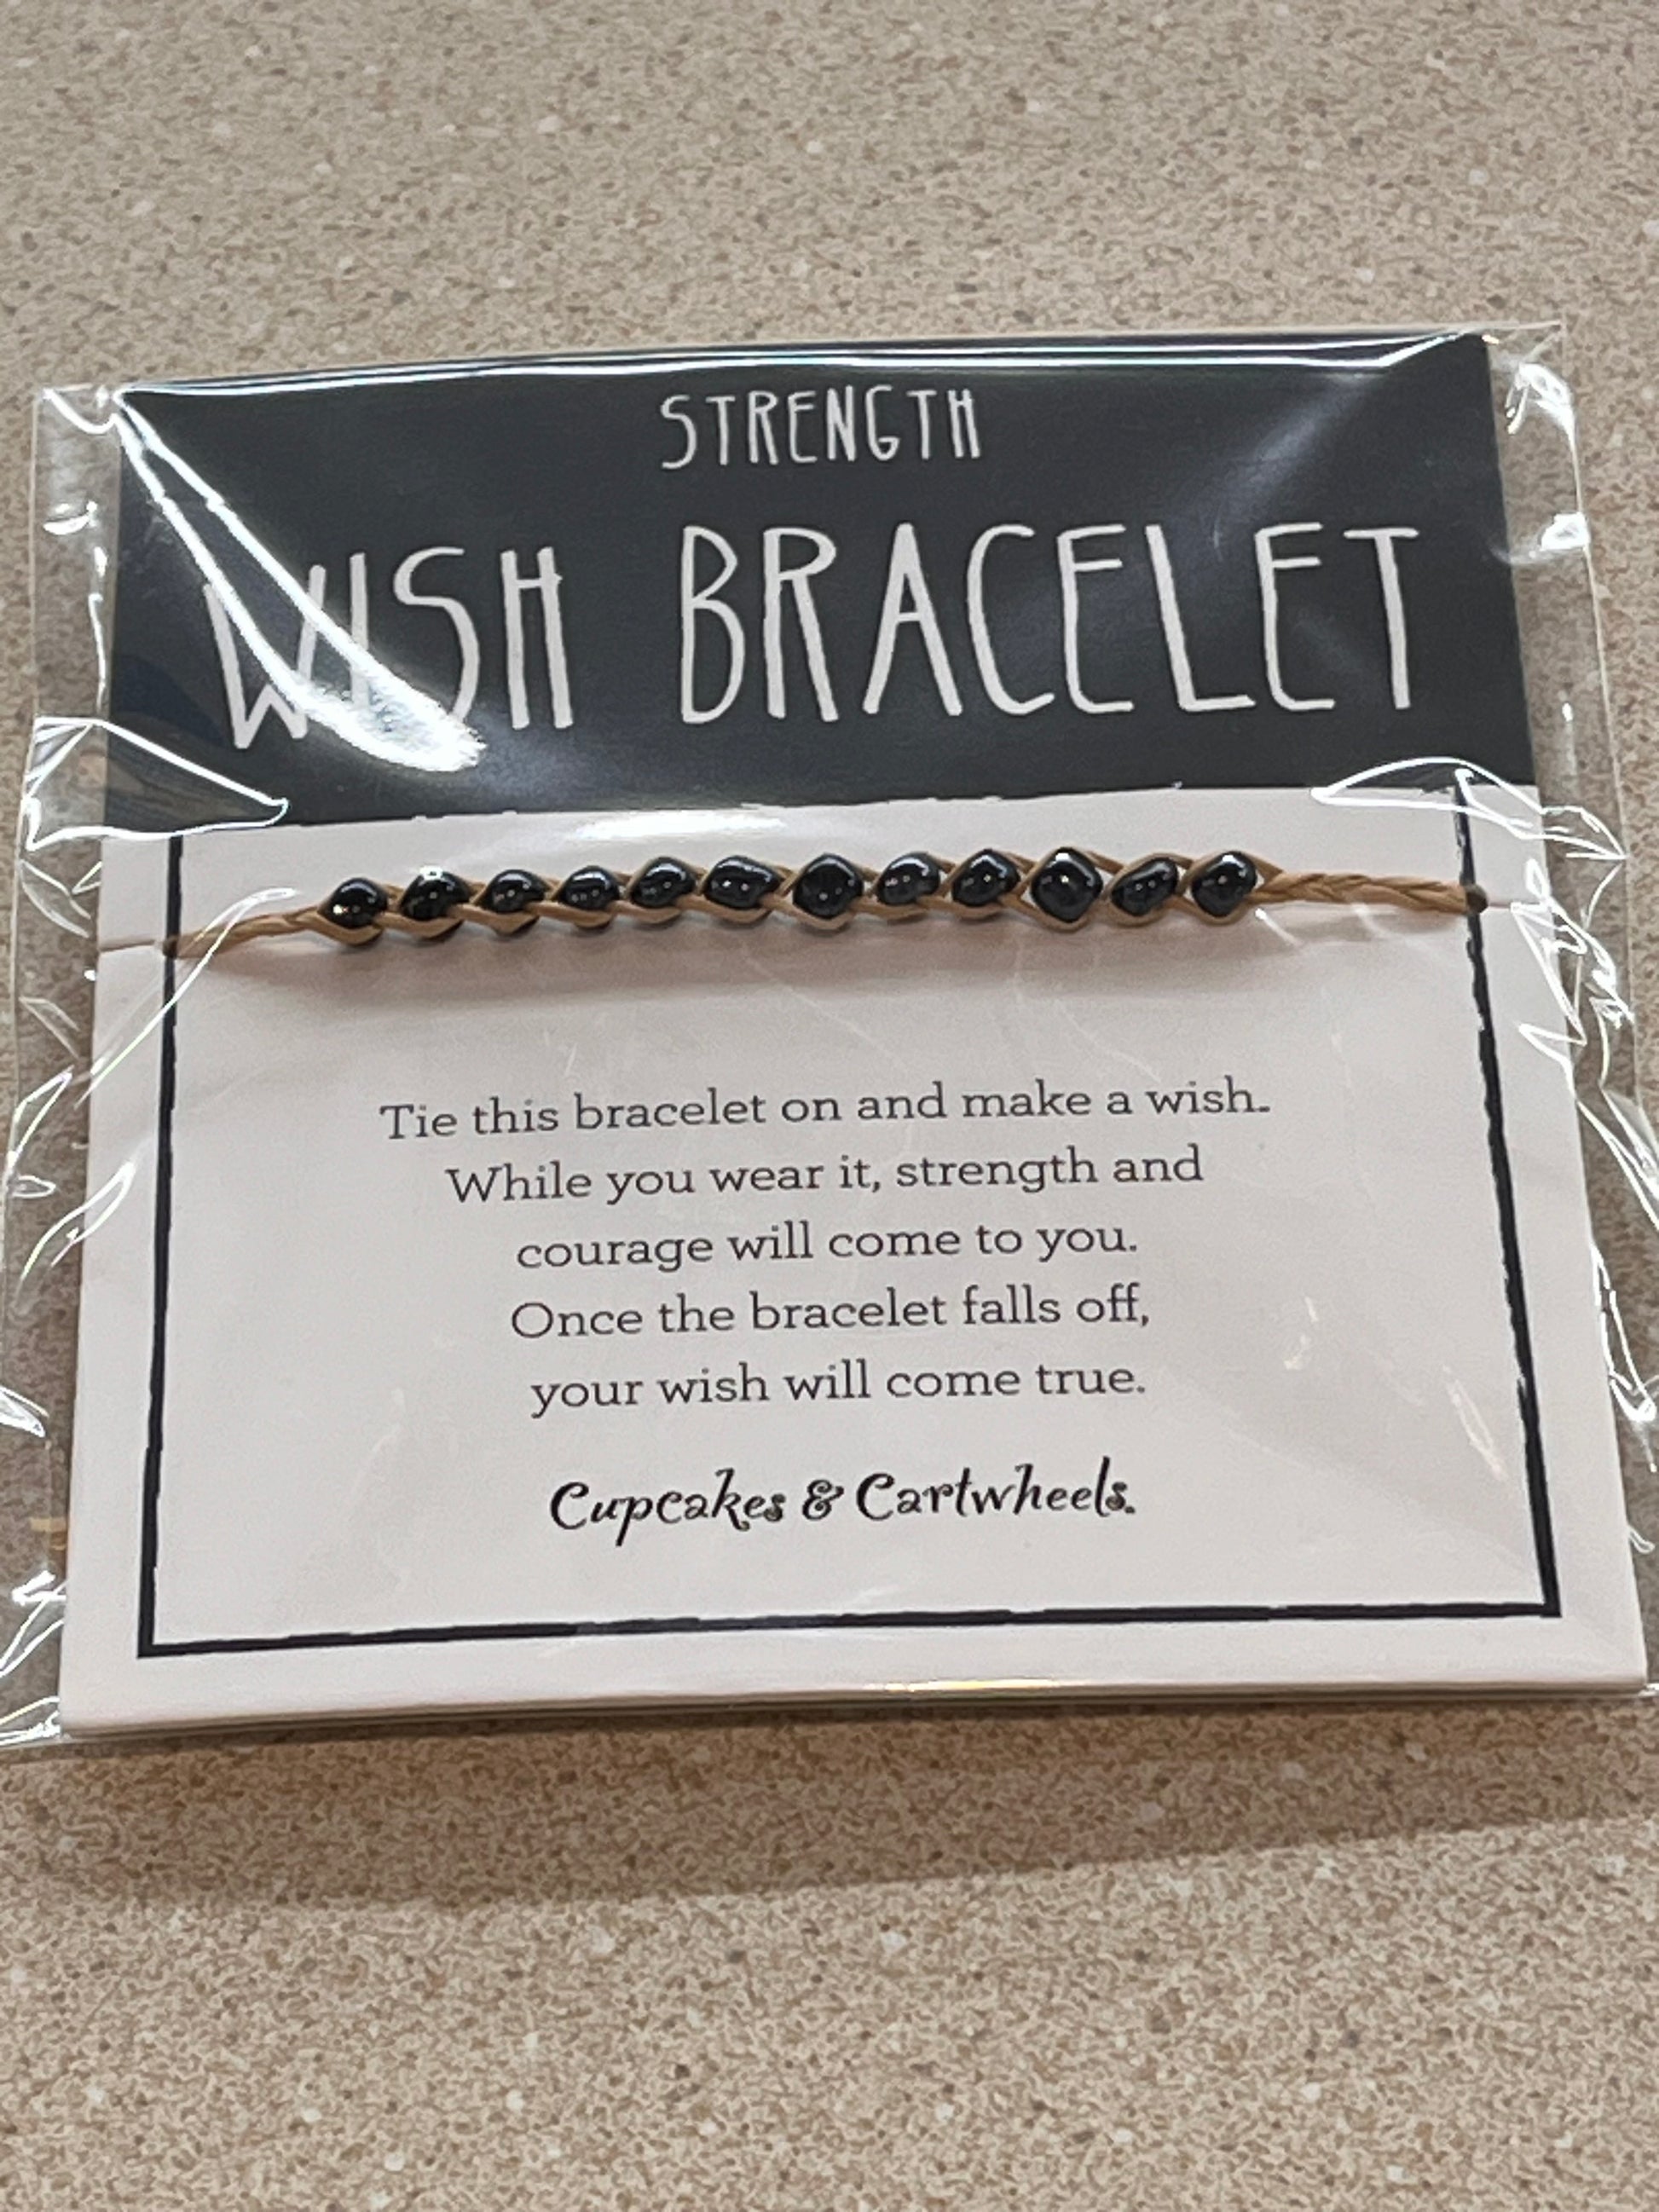 STRENGTH
WISH BRACELET
Tie this bracelet on and make a wish.
While you wear it, strength and
courage will come to you.
Once the bracelet falls off,
your wish will come true.
Cupcakes & Cartwheels.